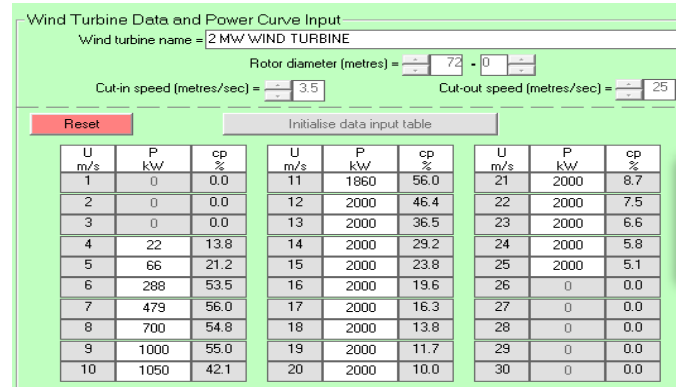 Wind Turbine Data and Power Curve Input
Wind turbine name = 2 MW WIND TURBINE
Rotor diameter (metres) = 72 - 0
Cut-in speed (metres/sec) = 3.5 Cut-out speed (metres/sec) = 25
Reset Initialise data input table
U P cp U P cp U P cp
m/s kW % m/s kW % m/s kW %
1 0 0.0 11 1860 56.0 21 2000 8.7
2 0 0.0 12 2000 46.4 22 2000 7.5
3 0 0.0 13 2000 36.5 23 2000 6.6
4 22 13.8 14 2000 29.2 24 2000 5.8
5 66 21.2 15 2000 23.8 25 2000 5.1
6 288 53.5 16 2000 19.6 26 0 0.0
7 479 56.0 17 2000 16.3 27 0 0.0
8 700 54.8 18 2000 13.8 28 0 0.0
9 1000 55.0 19 2000 11.7 29 0 0.0
10 1050 42.1 20 2000 10.0 30 0 0.0